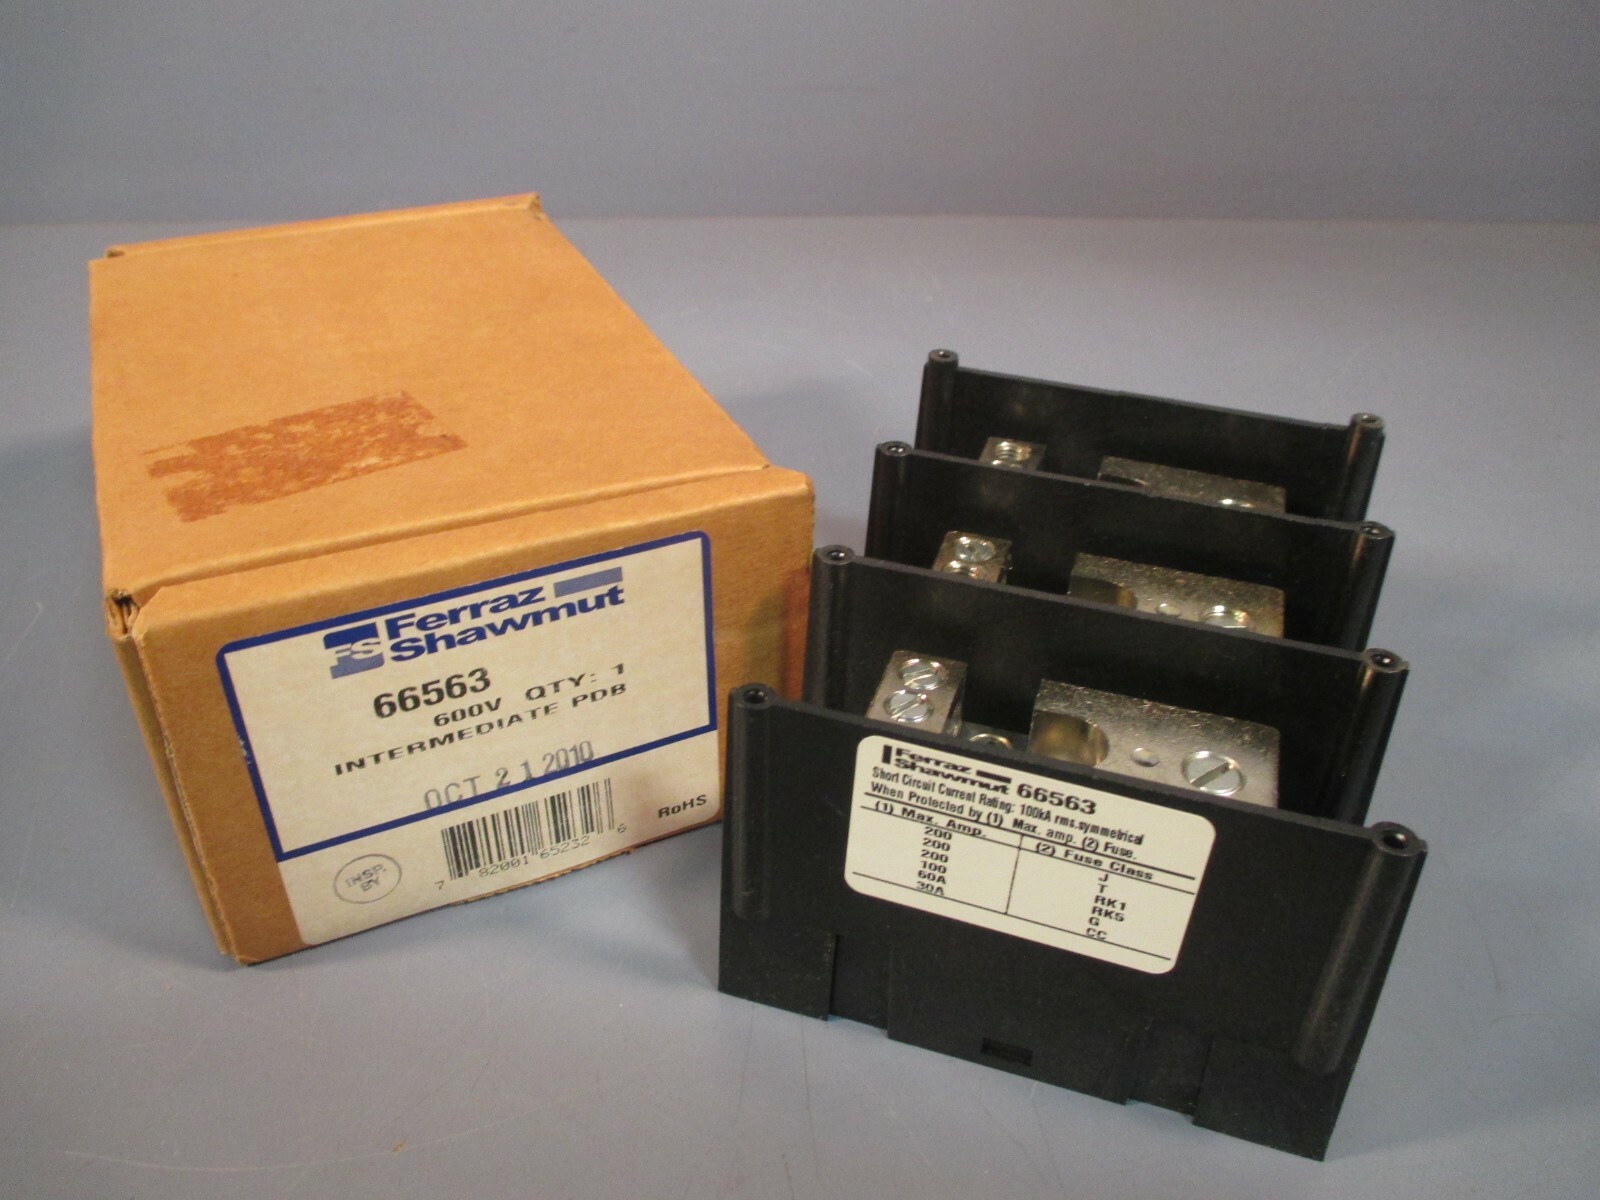 FS Ferraz
Shawmut
66563
600V QTY: 1
INTERMEDIATE PDB
OCT 21 2010
7 82001 65232 6
RoHS
INSP.
BY
Ferraz
Shawmut 66563
Short Circuit Current Rating: 100kA rms.symmetrical
When Protected by (1) Max. amp. (2) Fuse.
(1) Max. Amp. (2) Fuse Class
200 J
200 T
200 RK1
100 RK5
60A G
30A CC